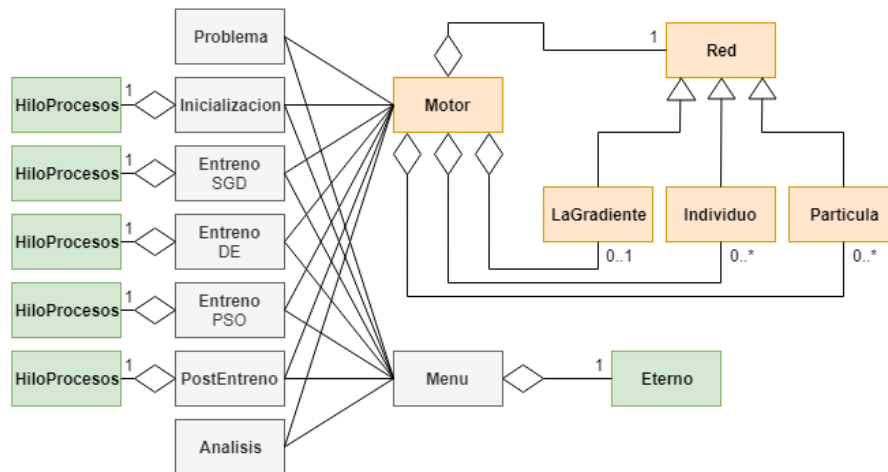 Problema
HiloProcesos
1
Inicializacion
HiloProcesos
1
Entreno
SGD
HiloProcesos
1
Entreno
DE
HiloProcesos
1
Entreno
PSO
HiloProcesos
1
PostEntreno
Analisis
Motor
1
Red
LaGradiente
0..1
Individuo
0..*
Particula
0..*
Menu
1
Eterno